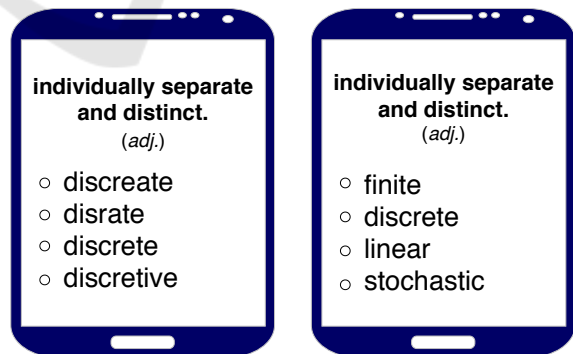 individually separate
and distinct.
(adj.)
discreate
disrate
discrete
discretive
individually separate
and distinct.
(adj.)
finite
discrete
linear
stochastic